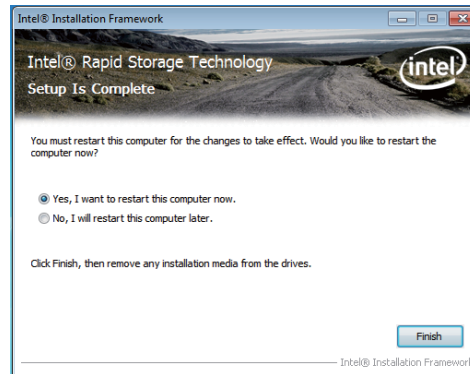 Intel® Installation Framework
Intel® Rapid Storage Technology
intel
Setup Is Complete
You must restart this computer for the changes to take effect. Would you like to restart the
computer now?
Yes, I want to restart this computer now.
No, I will restart this computer later.
Click Finish, then remove any installation media from the drives.
Finish
Intel® Installation Framework